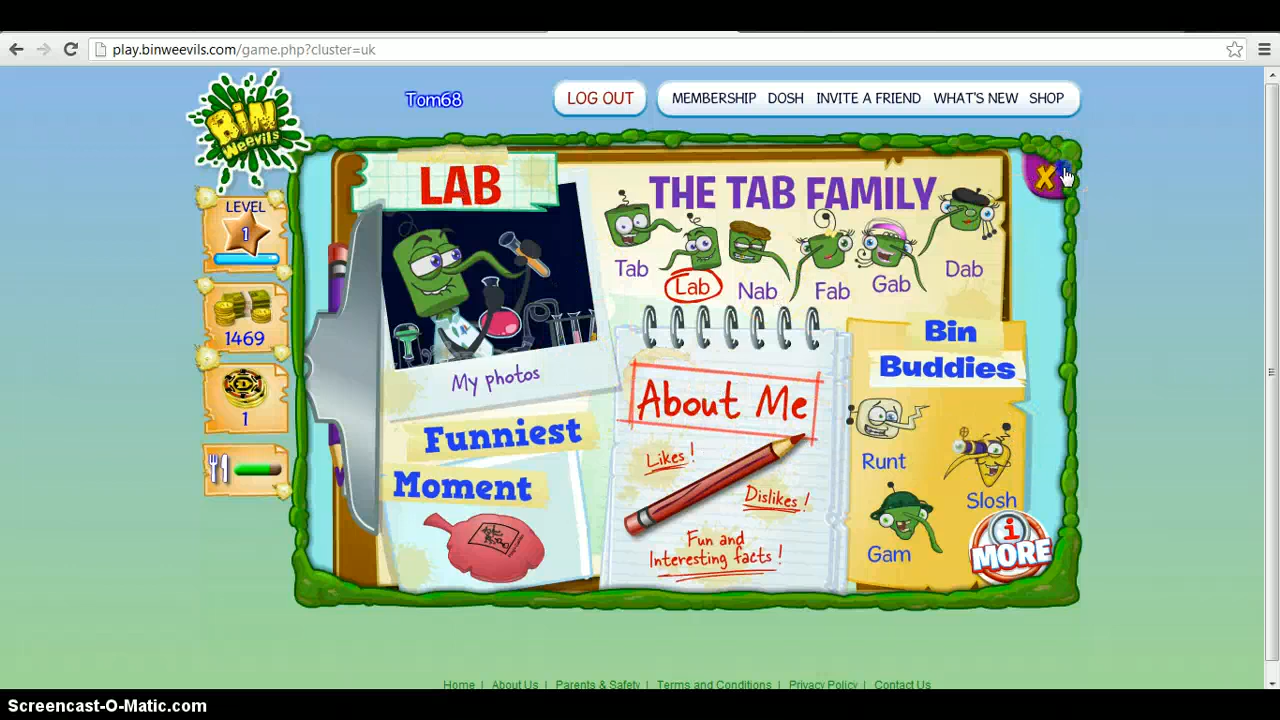 play.binweevils.com/game.php?cluster=uk
BiN
Weevils
Tom68
LOG OUT
MEMBERSHIP DOSH INVITE A FRIEND WHAT'S NEW SHOP
LEVEL
1
1469
1
LAB
My photos
Funniest
Moment
THE TAB FAMILY
Tab
Lab
Nab
Fab
Gab
Dab
About Me
Likes!
Dislikes!
Fun and
Interesting facts!
Bin
Buddies
Runt
Slosh
Gam
i
MORE
X
Home | About Us | Parents & Safety | Terms and Conditions | Privacy Policy | Contact Us
Screencast-O-Matic.com